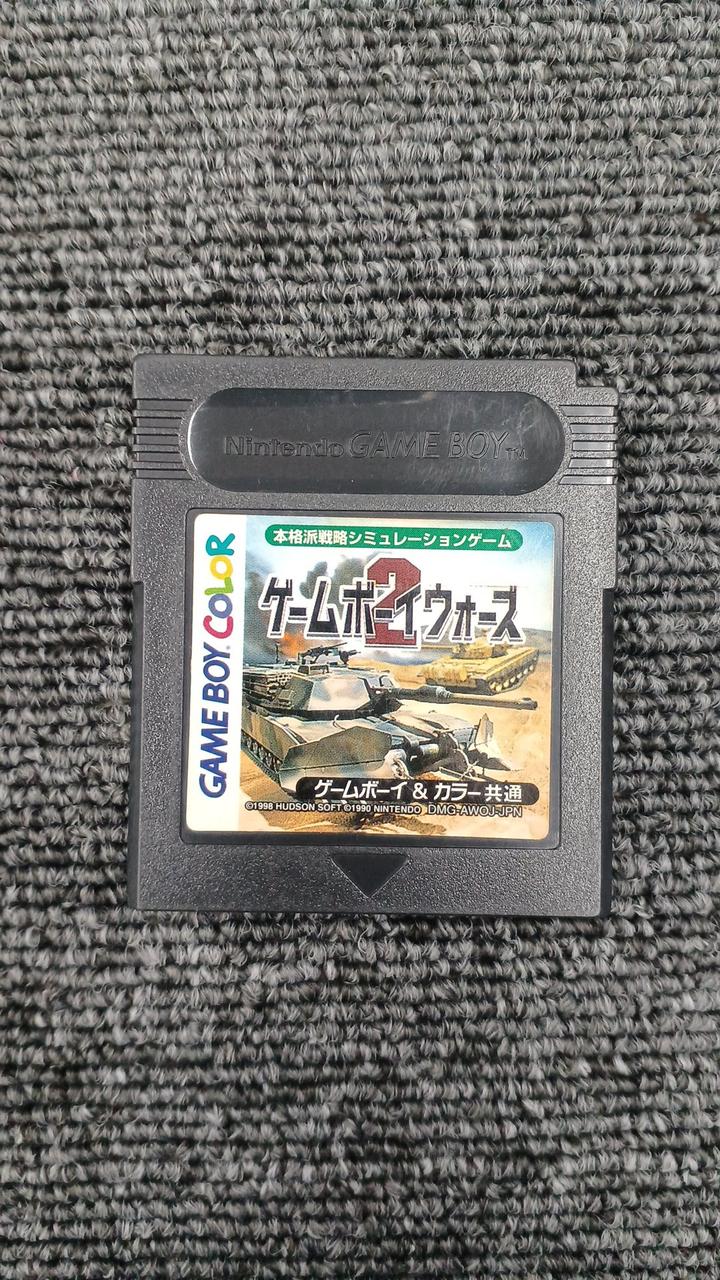 Nintendo GAME BOY™
GAME BOY COLOR
本格派戦略シミュレーションゲーム
ゲームボーイウォーズ2
ゲームボーイ & カラー共通
©1998 HUDSON SOFT ©1990 NINTENDO DMG-AWOJ-JPN